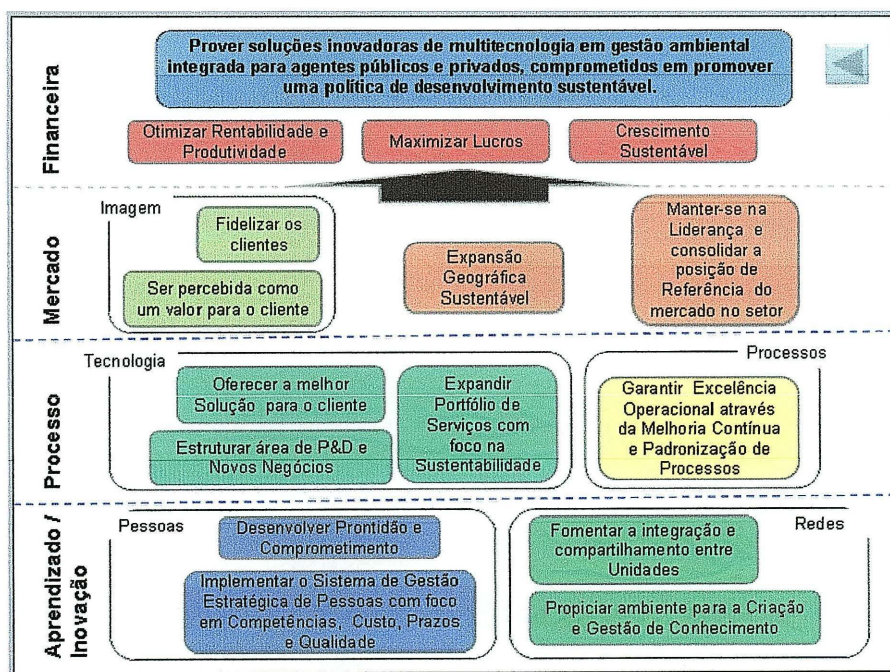 Financeira
Prover soluções inovadoras de multitecnologia em gestão ambiental
integrada para agentes públicos e privados, comprometidos em promover
uma política de desenvolvimento sustentável.
Otimizar Rentabilidade e
Produtividade
Maximizar Lucros
Crescimento
Sustentável
Mercado
Imagem
Fidelizar os
clientes
Ser percebida como
um valor para o cliente
Expansão
Geográfica
Sustentável
Manter-se na
Liderança e
consolidar a
posição de
Referência do
mercado no setor
Processo
Tecnologia
Oferecer a melhor
Solução para o cliente
Estruturar área de P&D e
Novos Negócios
Expandir
Portfólio de
Serviços com
foco na
Sustentabilidade
Processos
Garantir Excelência
Operacional através
da Melhoria Contínua
e Padronização de
Processos
Aprendizado /
Inovação
Pessoas
Desenvolver Prontidão e
Comprometimento
Implementar o Sistema de Gestão
Estratégica de Pessoas com foco
em Competências, Custo, Prazos
e Qualidade
Redes
Fomentar a integração e
compartilhamento entre
Unidades
Propiciar ambiente para a Criação
e Gestão de Conhecimento